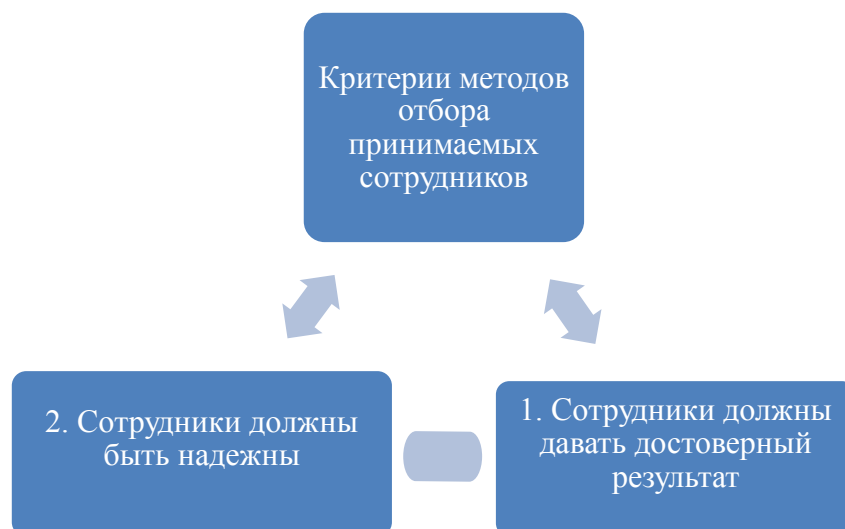 Критерии методов
отбора
принимаемых
сотрудников
2. Сотрудники должны
быть надежны
1. Сотрудники должны
давать достоверный
результат